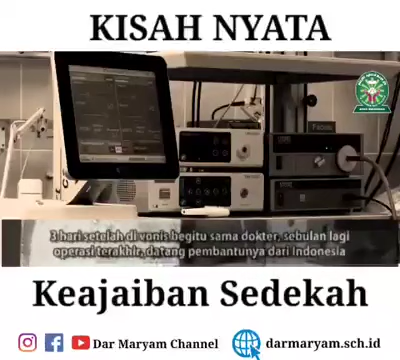 KISAH NYATA
3 hari setelah di vonis begitu sama dokter, sebulan lagi
operasi terakhir, datang pembantunya dari Indonesia
Keajaiban Sedekah
Dar Maryam Channel
darmaryam.sch.id